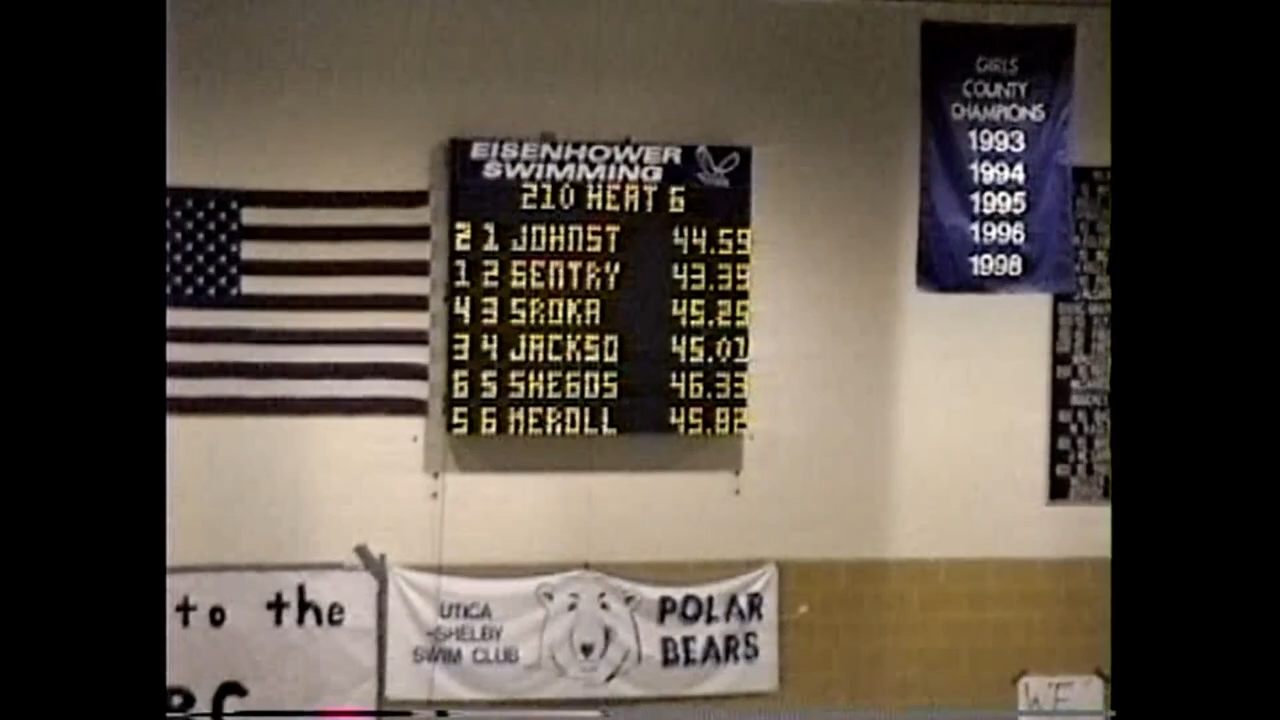 EISENHOWER
SWIMMING
210 HEAT 6
2 1 JOHNST 44.59
1 2 GENTRY 43.39
4 3 SROKA 45.25
3 4 JACKSO 45.01
6 5 SHEGOS 46.33
5 6 MEROLL 45.82
GIRLS
COUNTY
CHAMPIONS
1993
1994
1995
1996
1998
to the
UTICA
-SHELBY
SWIM CLUB
POLAR
BEARS
WE